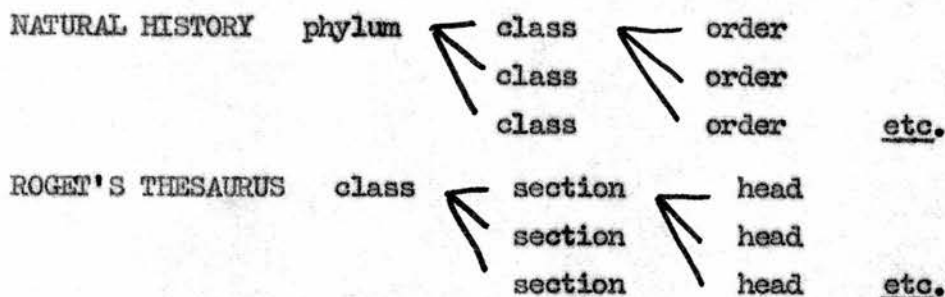 NATURAL HISTORY phylum class order
class order
class order etc.
ROGET'S THESAURUS class section head
section head
section head etc.